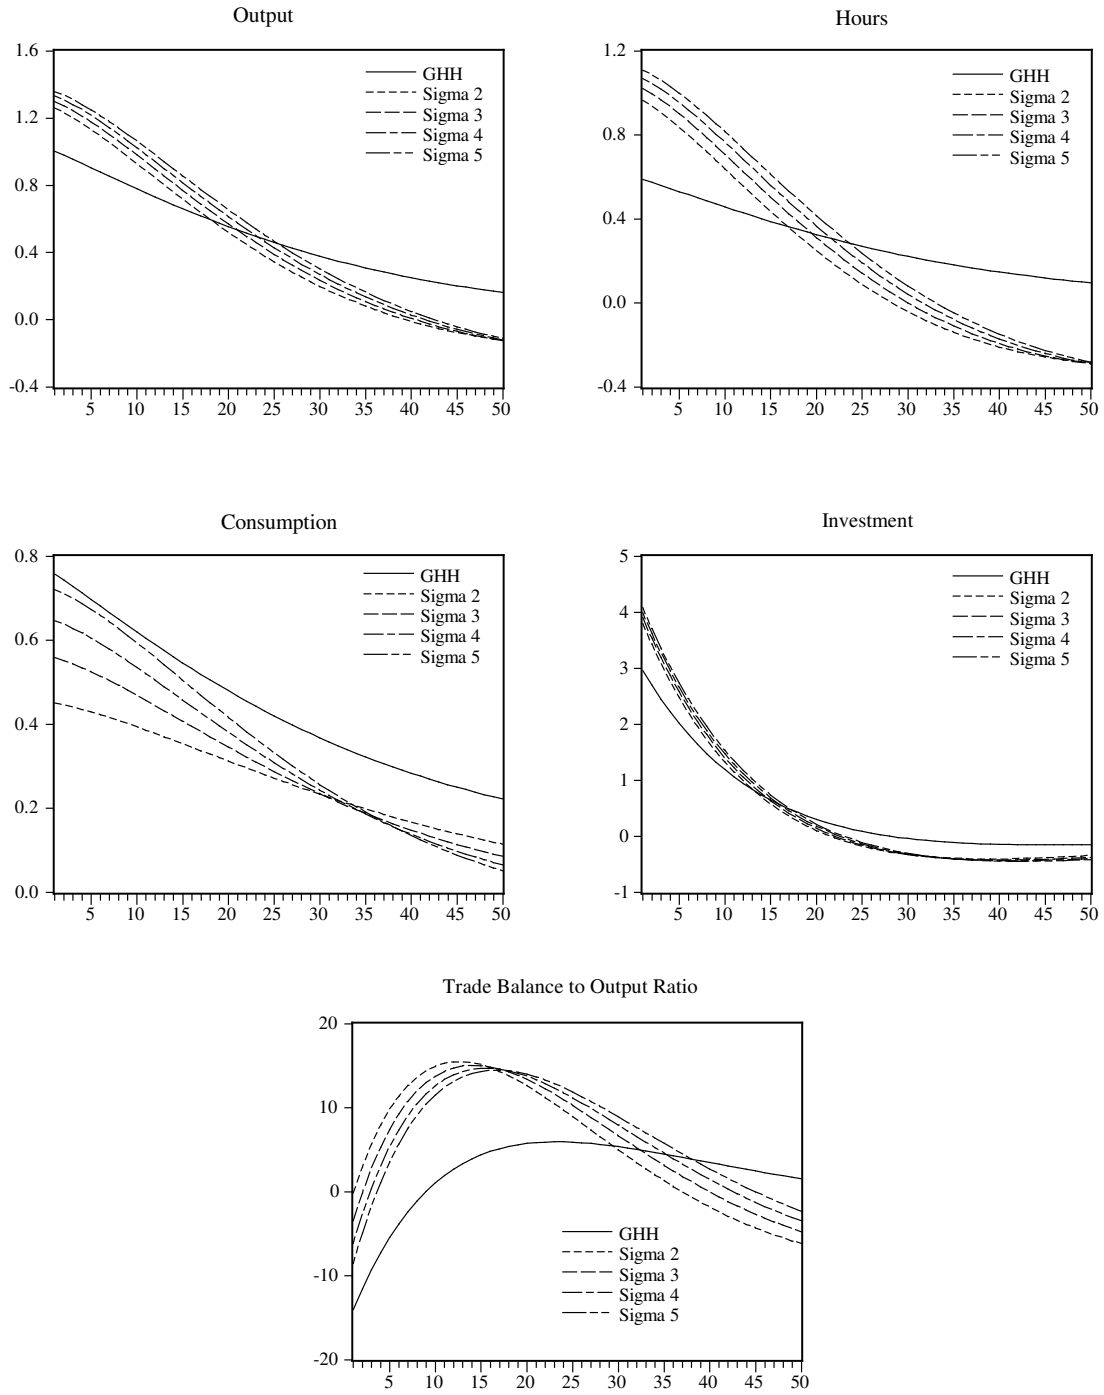 Output
1.6
1.2
0.8
0.4
0.0
-0.4
GHH
Sigma 2
Sigma 3
Sigma 4
Sigma 5
5 10 15 20 25 30 35 40 45 50
Hours
1.2
0.8
0.4
0.0
-0.4
GHH
Sigma 2
Sigma 3
Sigma 4
Sigma 5
5 10 15 20 25 30 35 40 45 50
Consumption
0.8
0.6
0.4
0.2
0.0
GHH
Sigma 2
Sigma 3
Sigma 4
Sigma 5
5 10 15 20 25 30 35 40 45 50
Investment
5
4
3
2
1
0
-1
GHH
Sigma 2
Sigma 3
Sigma 4
Sigma 5
5 10 15 20 25 30 35 40 45 50
Trade Balance to Output Ratio
20
10
0
-10
-20
GHH
Sigma 2
Sigma 3
Sigma 4
Sigma 5
5 10 15 20 25 30 35 40 45 50